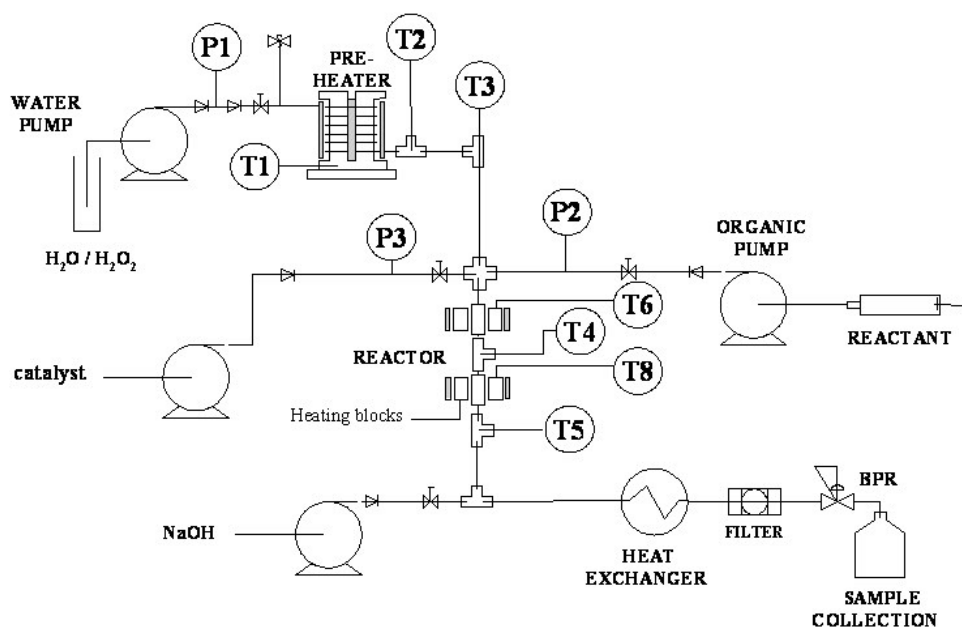 P1
T2
PRE-
HEATER
T3
WATER
PUMP
T1
H₂O / H₂O₂
P3
P2
ORGANIC
PUMP
T6
REACTANT
T4
REACTOR
catalyst
T8
Heating blocks
T5
BPR
NaOH
FILTER
HEAT
EXCHANGER
SAMPLE
COLLECTION